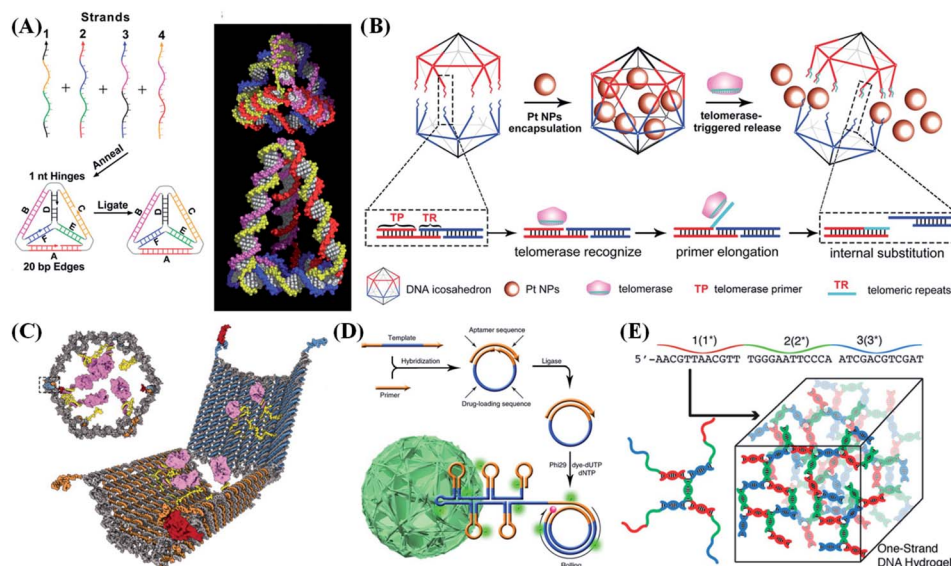 (A)
Strands
1 2 3 4
+ + +
Anneal
1 nt Hinges
Ligate
B D C
F E
A
20 bp Edges
B D C
F E
A
(B)
Pt NPs
encapsulation
telomerase-
triggered release
TP TR
telomerase recognize
primer elongation
internal substitution
DNA icosahedron
Pt NPs
telomerase
TP telomerase primer
TR telomeric repeats
(C)
(D)
Template
Hybridization
Primer
Aptamer sequence
Drug-loading sequence
Ligase
Phi29 dye-dUTP
dNTP
Rolling
(E)
1(1*) 2(2*) 3(3*)
5′-AACGTTAACGTT TGGGAATTCCCA ATCGACGTCGAT
One-Strand
DNA Hydrogel